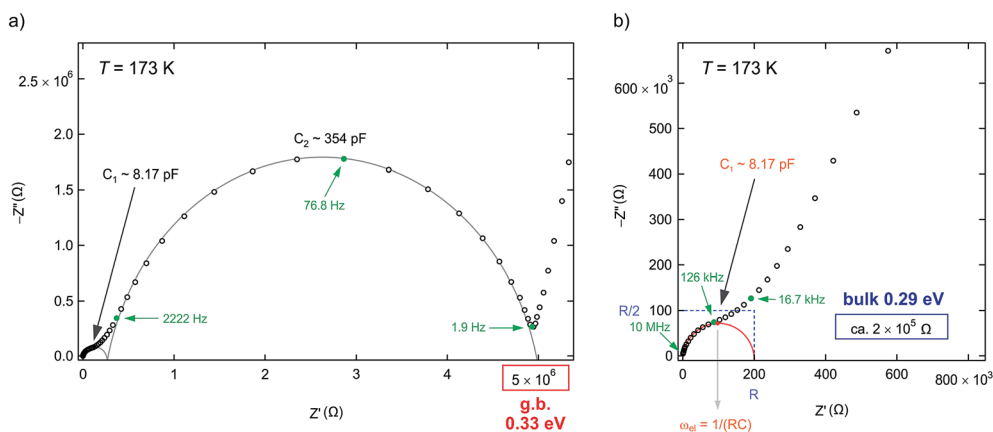 a)
T = 173 K
2.5 × 10⁶
2.0
1.5
1.0
0.5
0.0
−Z″(Ω)
C₁ ~ 8.17 pF
C₂ ~ 354 pF
76.8 Hz
2222 Hz
1.9 Hz
0
1
2
3
4
5 × 10⁶
Z′ (Ω)
g.b.
0.33 eV
b)
T = 173 K
600 × 10³
600
400
300
200
100
0
−Z″(Ω)
C₁ ~ 8.17 pF
126 kHz
16.7 kHz
R/2
10 MHz
bulk 0.29 eV
ca. 2 × 10⁵ Ω
R
0
200
400
600
800 × 10³
Z′ (Ω)
ωel = 1/(RC)